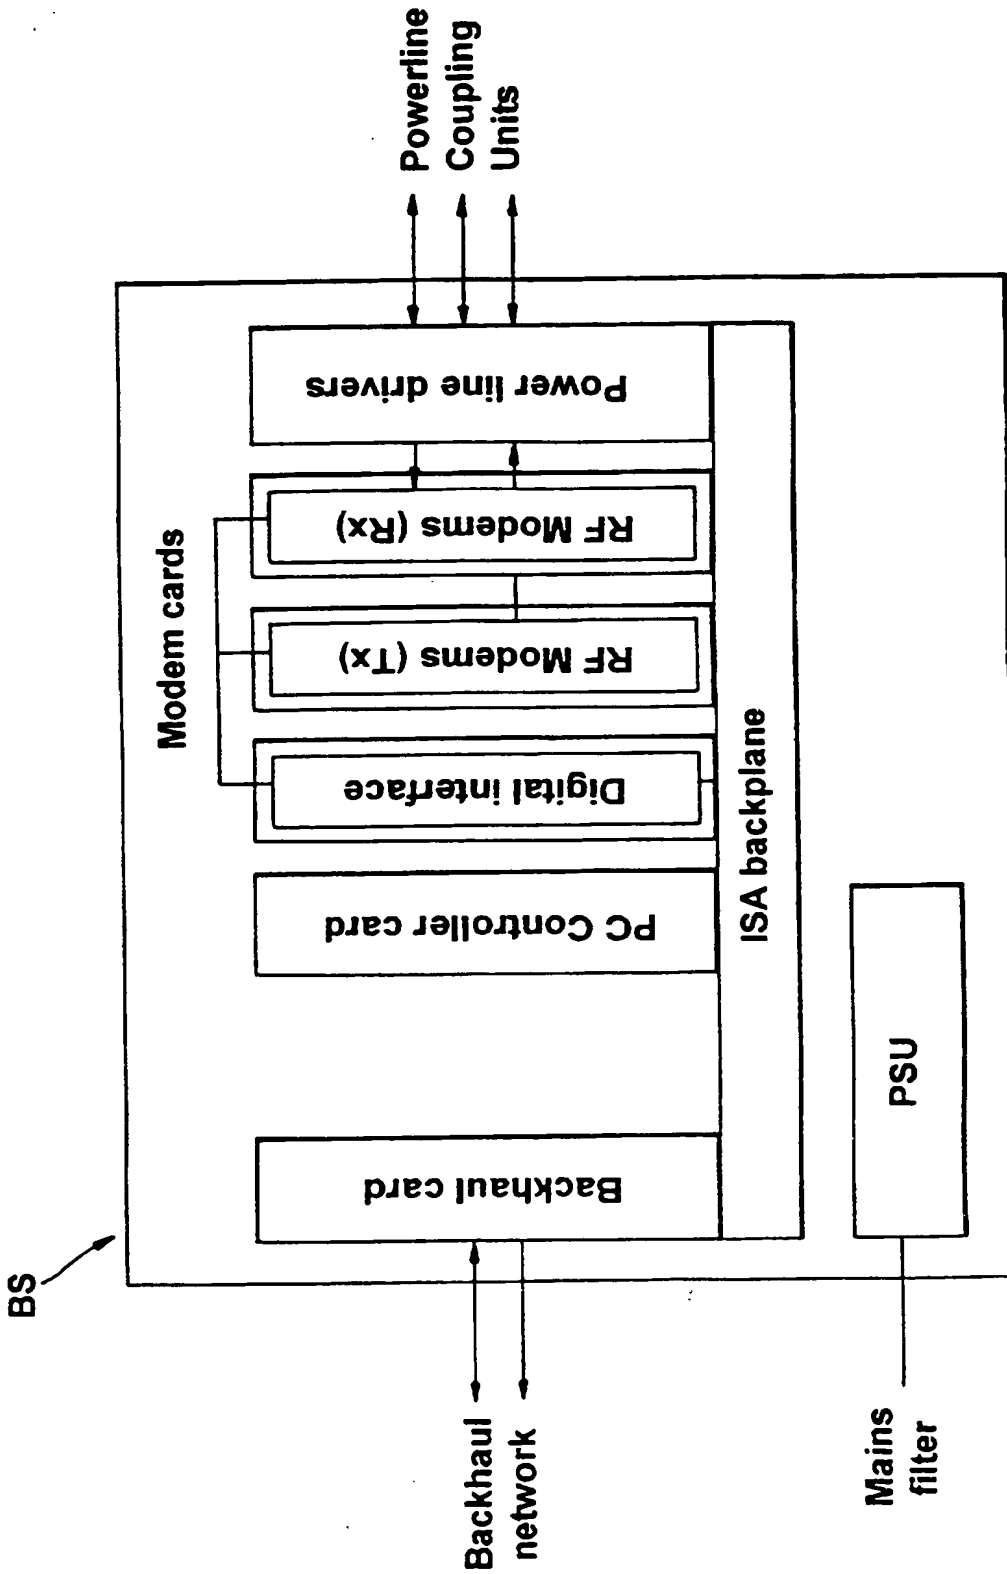 BS
Modem cards
Backhaul
network
Backhaul card
PC Controller card
Digital interface
RF Modems (Tx)
RF Modems (Rx)
Power line drivers
Powerline
Coupling
Units
ISA backplane
Mains
filter
PSU